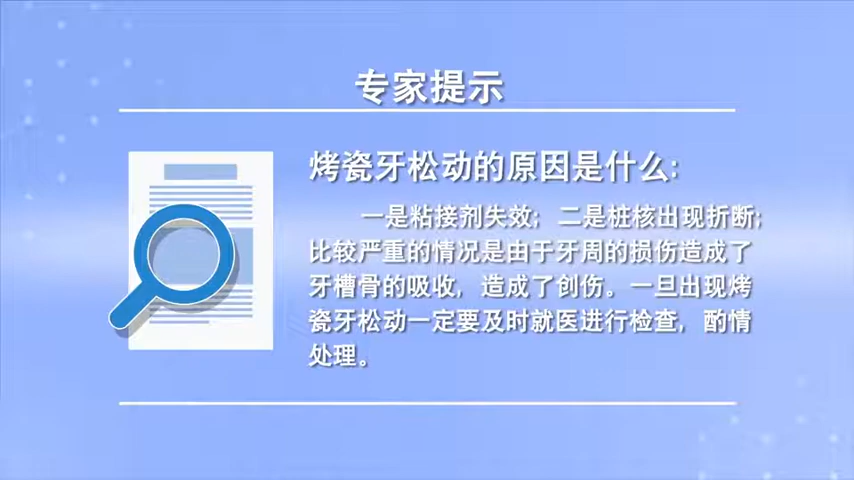 专家提示
烤瓷牙松动的原因是什么:
一是粘接剂失效；二是桩核出现折断；
比较严重的情况是由于牙周的损伤造成了
牙槽骨的吸收，造成了创伤。一旦出现烤
瓷牙松动一定要及时就医进行检查，酌情
处理。